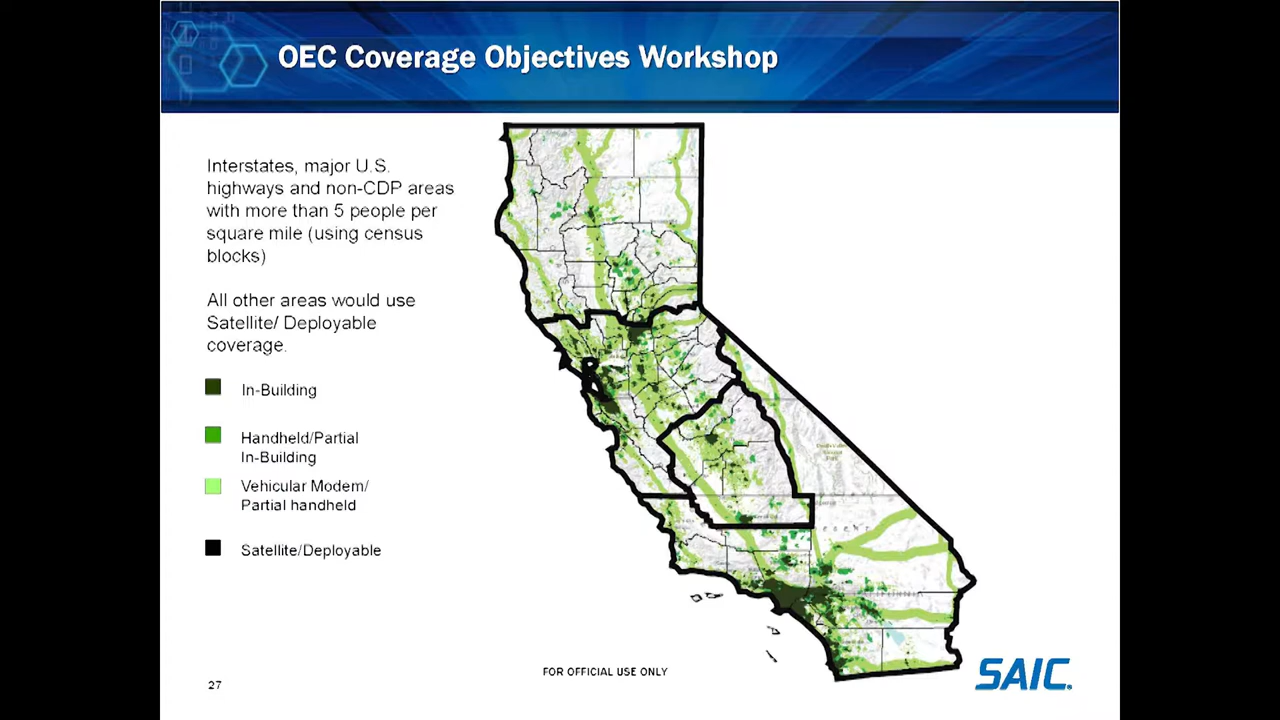 OEC Coverage Objectives Workshop
Interstates, major U.S.
highways and non-CDP areas
with more than 5 people per
square mile (using census
blocks)
All other areas would use
Satellite/ Deployable
coverage.
In-Building
Handheld/Partial
In-Building
Vehicular Modem/
Partial handheld
Satellite/Deployable
FOR OFFICIAL USE ONLY
27
SAIC.